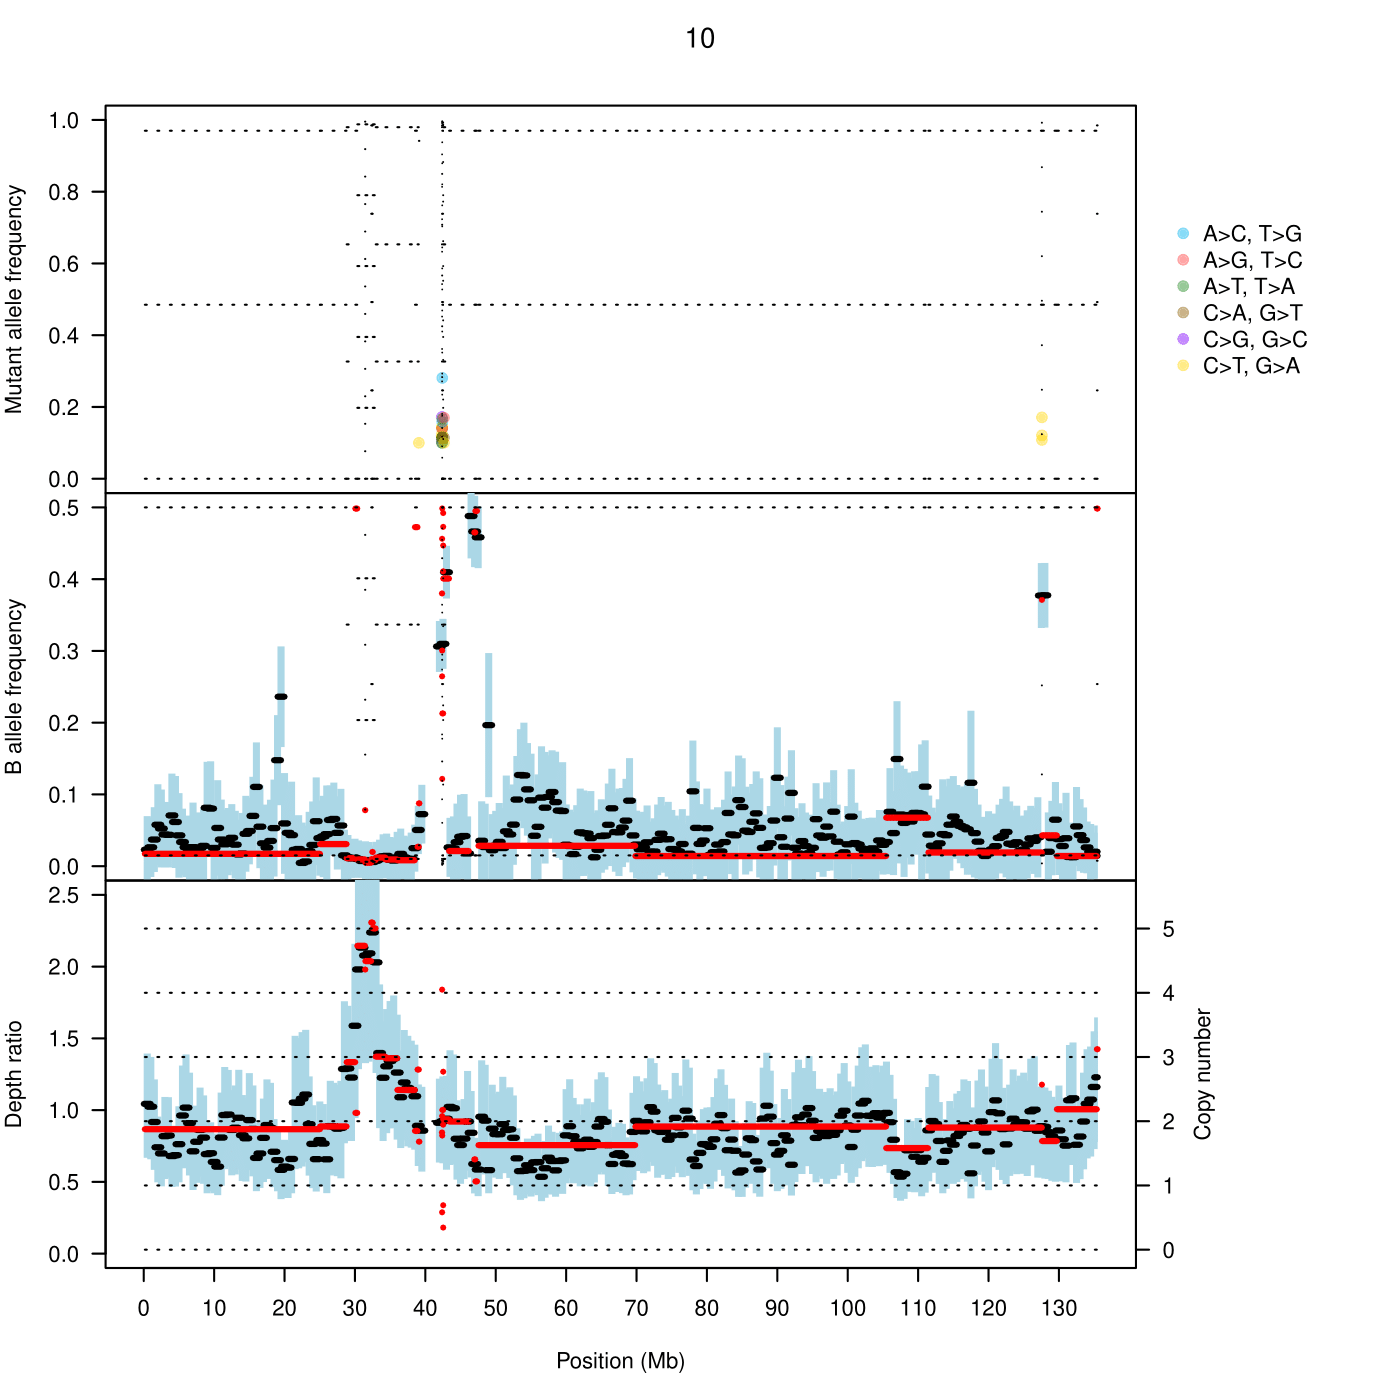 10
Mutant allele frequency
1.0
0.8
0.6
0.4
0.2
0.0
A>C, T>G
A>G, T>C
A>T, T>A
C>A, G>T
C>G, G>C
C>T, G>A
B allele frequency
0.5
0.4
0.3
0.2
0.1
0.0
Depth ratio
2.5
2.0
1.5
1.0
0.5
0.0
5
4
3
2
1
0
Copy number
0 10 20 30 40 50 60 70 80 90 100 110 120 130
Position (Mb)